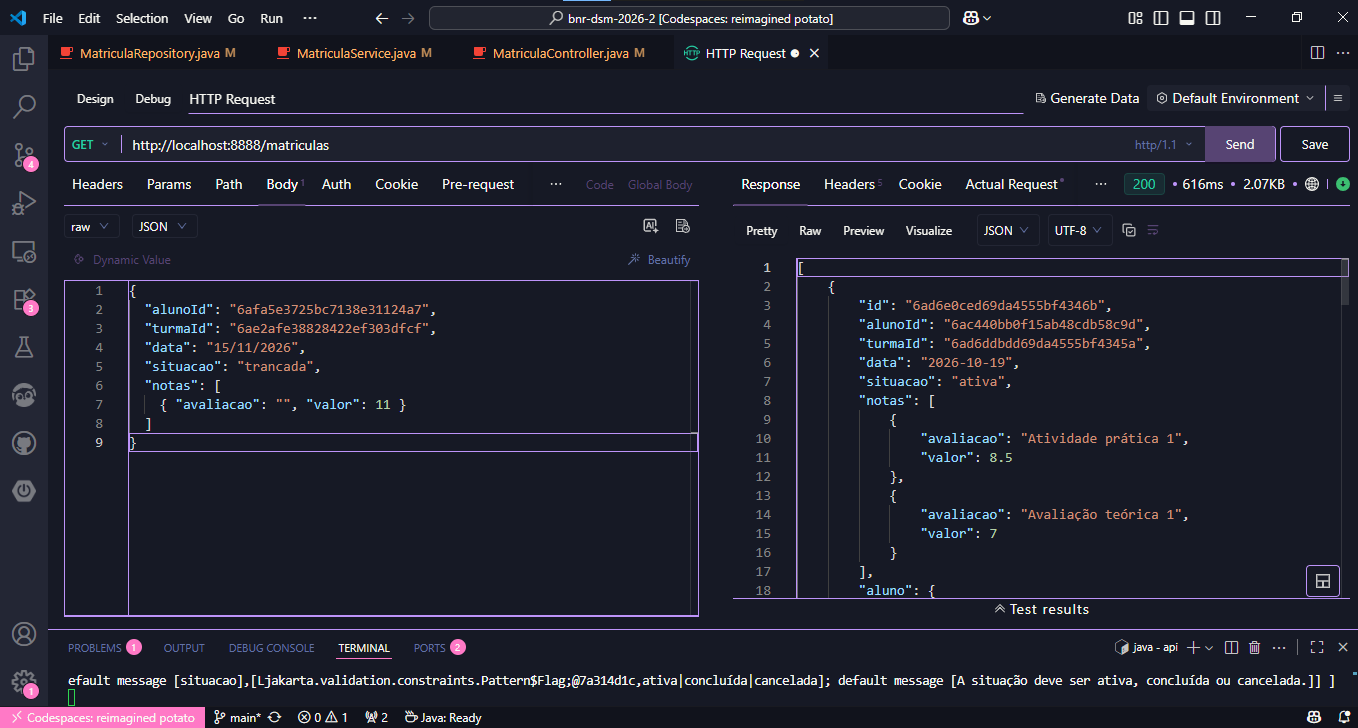 File Edit Selection View Go Run ··· bnr-dsm-2026-2 [Codespaces: reimagined potato]
MatriculaRepository.java M MatriculaService.java M MatriculaController.java M HTTP HTTP Request
Design Debug HTTP Request Generate Data Default Environment
GET http://localhost:8888/matriculas http/1.1 Send Save
Headers Params Path Body 1 Auth Cookie Pre-request ··· Code Global Body
raw JSON AI
Dynamic Value Beautify
1 {
2 "alunoId": "6afa5e3725bc7138e31124a7",
3 "turmaId": "6ae2afe38828422ef303dfcf",
4 "data": "15/11/2026",
5 "situacao": "trancada",
6 "notas": [
7 { "avaliacao": "", "valor": 11 }
8 ]
9 }
Response Headers 5 Cookie Actual Request ··· 200 • 616ms • 2.07KB •
Pretty Raw Preview Visualize JSON UTF-8
1 [
2 {
3 "id": "6ad6e0ced69da4555bf4346b",
4 "alunoId": "6ac440bb0f15ab48cdb58c9d",
5 "turmaId": "6ad6ddbdd69da4555bf4345a",
6 "data": "2026-10-19",
7 "situacao": "ativa",
8 "notas": [
9 {
10 "avaliacao": "Atividade prática 1",
11 "valor": 8.5
12 },
13 {
14 "avaliacao": "Avaliação teórica 1",
15 "valor": 7
16 }
17 ],
18 "aluno": {
Test results
4
3
1
PROBLEMS 1 OUTPUT DEBUG CONSOLE TERMINAL PORTS 2 java - api ···
efault message [situacao],[Ljakarta.validation.constraints.Pattern$Flag;@7a314d1c,ativa|concluída|cancelada]; default message [A situação deve ser ativa, concluída ou cancelada.]] ]
Codespaces: reimagined potato main* 0 1 2 Java: Ready